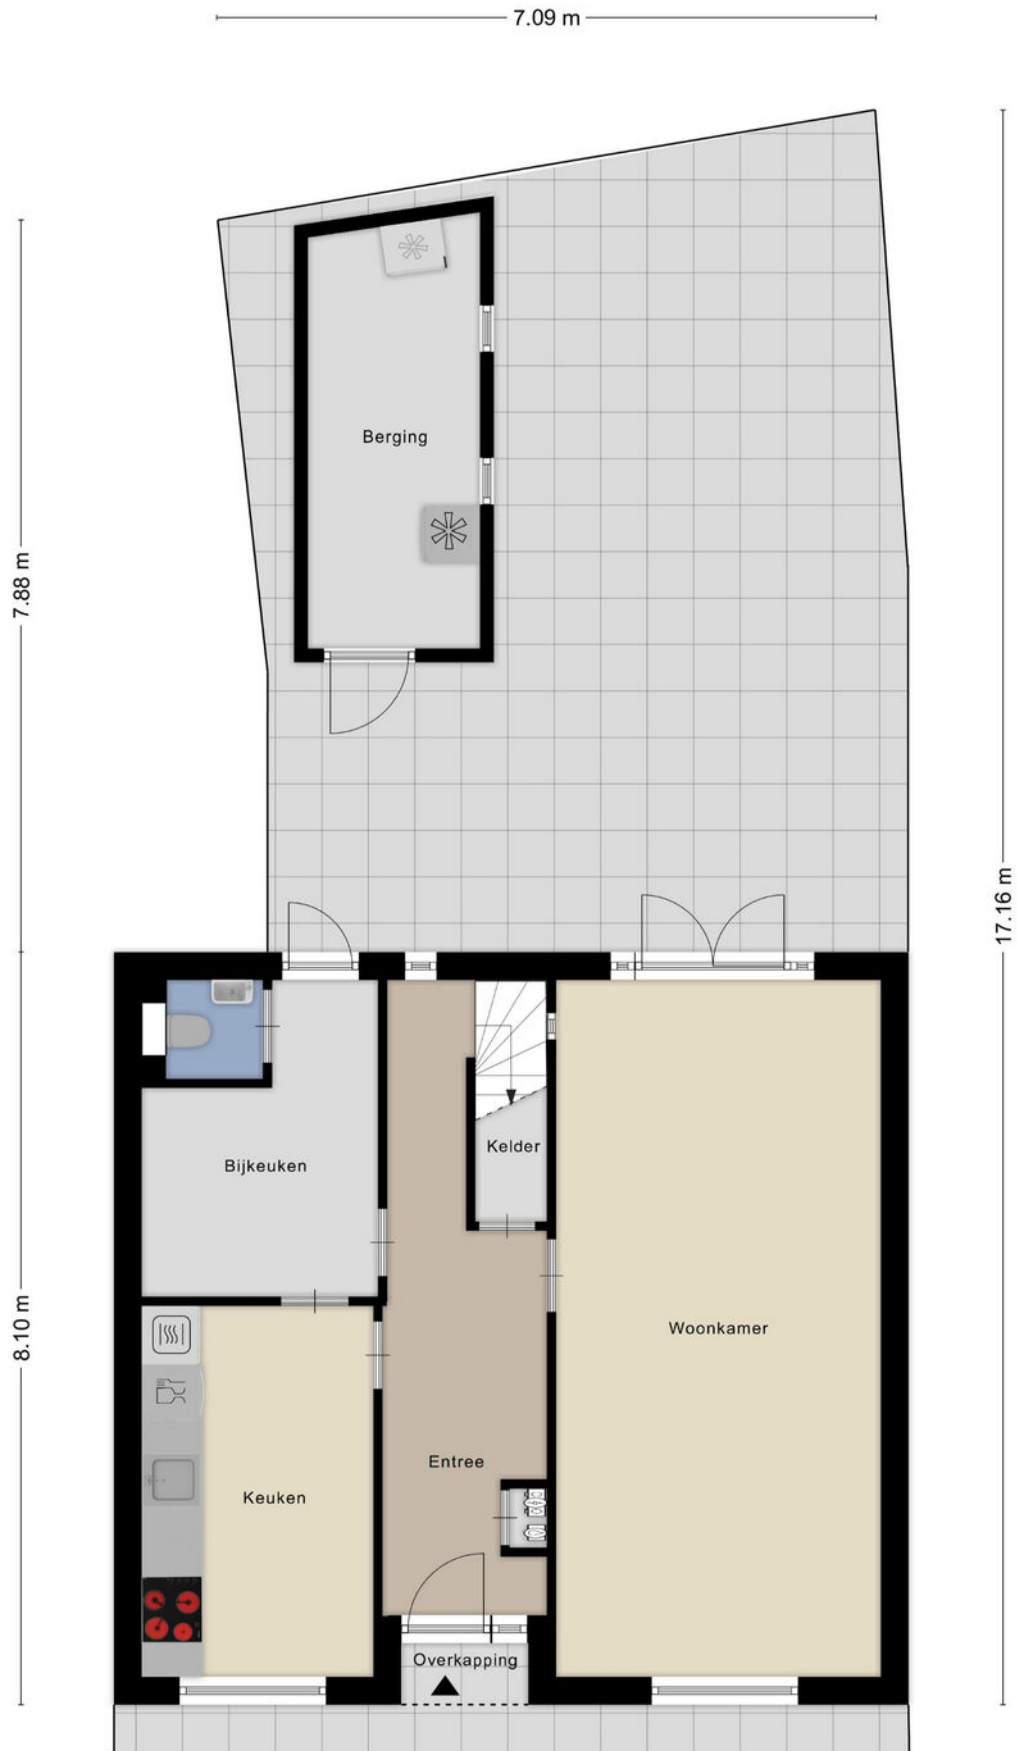 7.09 m
Berging
7.88 m
17.16 m
Kelder
Bijkeuken
8.10 m
Woonkamer
Entree
Keuken
Overkapping